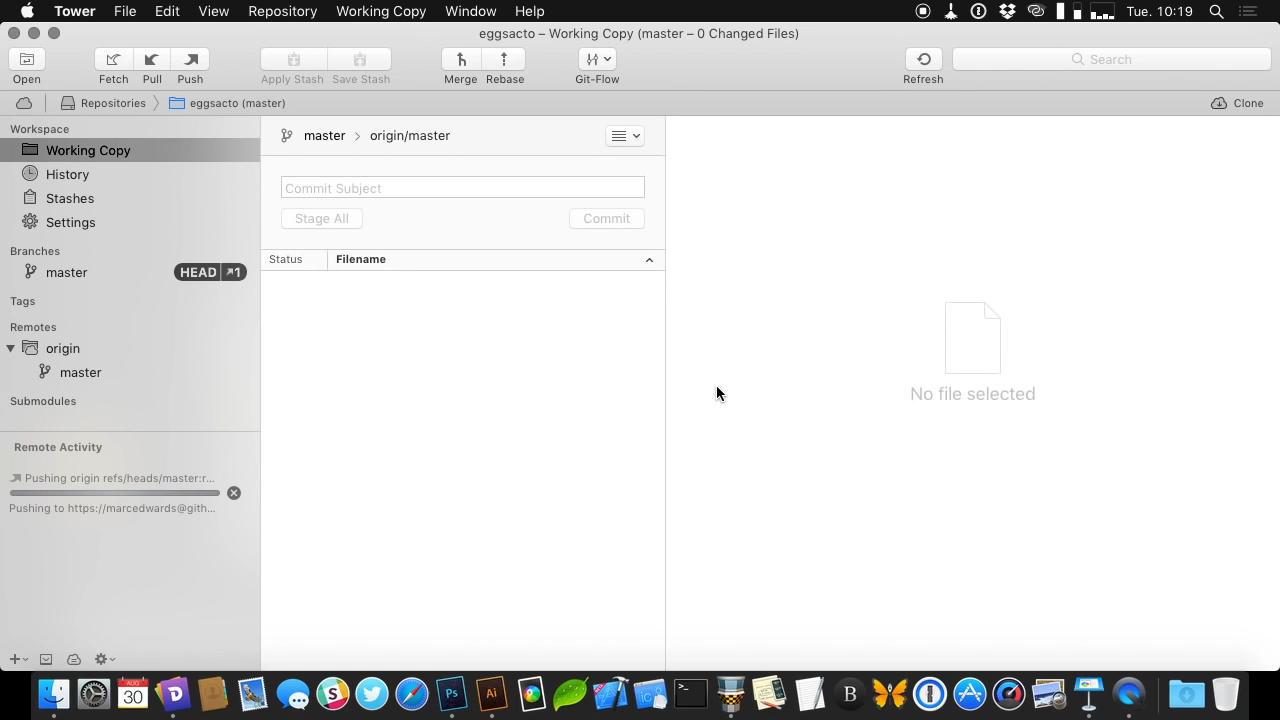 Tower File Edit View Repository Working Copy Window Help Tue. 10:19
eggsacto – Working Copy (master – 0 Changed Files)
Open Fetch Pull Push Apply Stash Save Stash Merge Rebase Git-Flow Refresh Search
Repositories eggsacto (master) Clone
Workspace
Working Copy
History
Stashes
Settings
Branches
master HEAD 1
Tags
Remotes
origin
master
Submodules
Remote Activity
Pushing origin refs/heads/master:r...
Pushing to https://marcedwards@gith...
master > origin/master
Commit Subject
Stage All Commit
Status Filename
No file selected
AUG
30
Ps
Ai
B